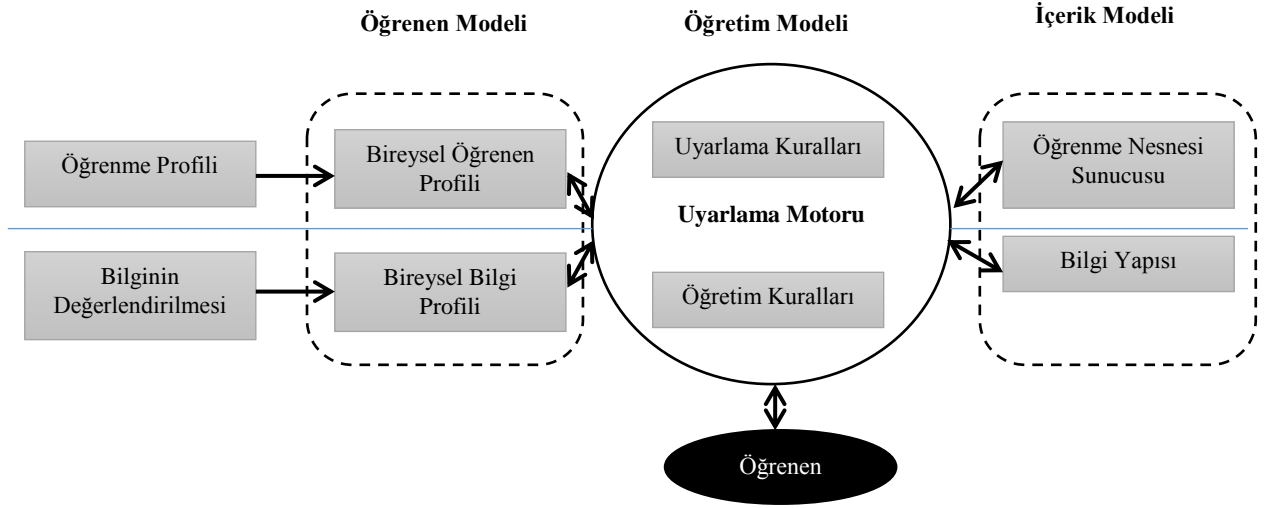 Öğrenen Modeli
Öğretim Modeli
İçerik Modeli
Öğrenme Profili
Bireysel Öğrenen
Profili
Uyarlama Kuralları
Öğrenme Nesnesi
Sunucusu
Uyarlama Motoru
Bilginin
Değerlendirilmesi
Bireysel Bilgi
Profili
Öğretim Kuralları
Bilgi Yapısı
Öğrenen